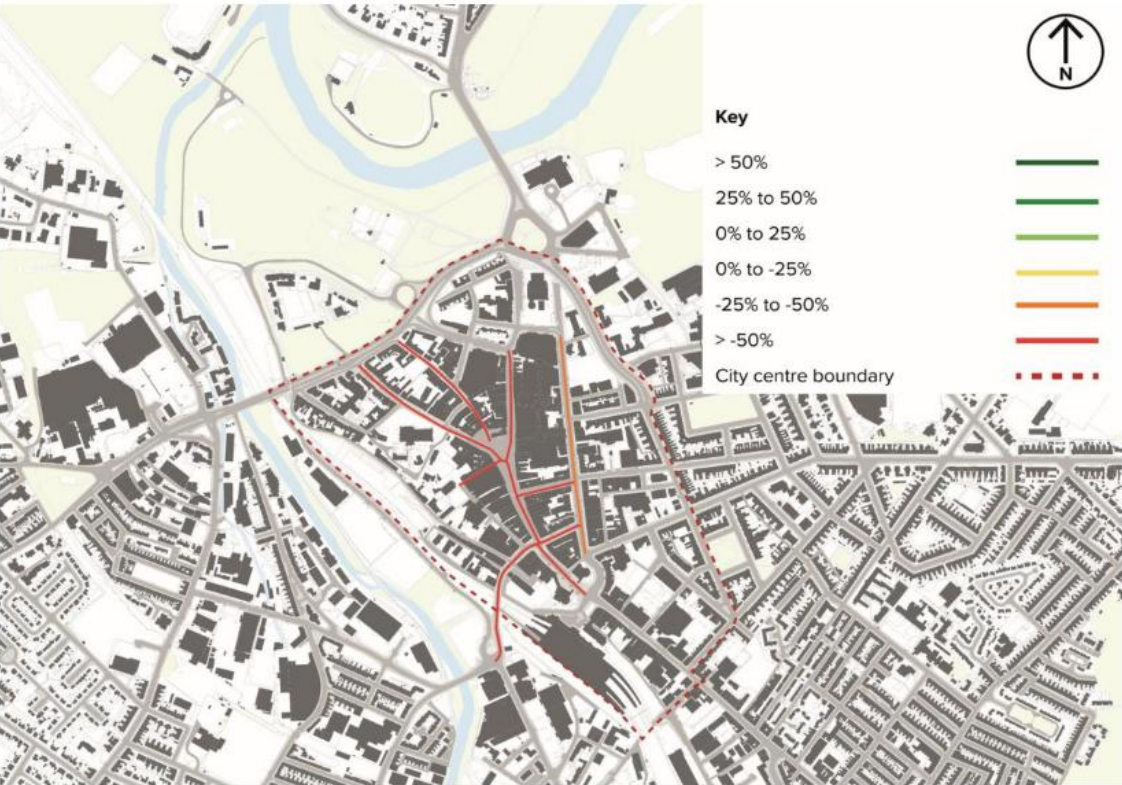 N
Key
> 50%
25% to 50%
0% to 25%
0% to -25%
-25% to -50%
> -50%
City centre boundary